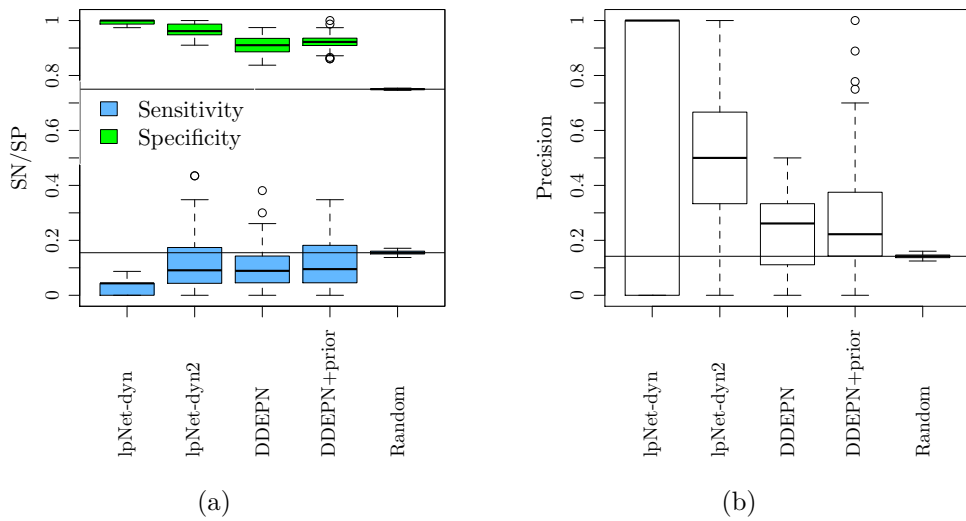 SN/SP
0
0.2
0.4
0.6
0.8
1
Sensitivity
Specificity
lpNet-dyn
lpNet-dyn2
DDEPN
DDEPN+prior
Random
(a)
Precision
0
0.2
0.4
0.6
0.8
1
lpNet-dyn
lpNet-dyn2
DDEPN
DDEPN+prior
Random
(b)